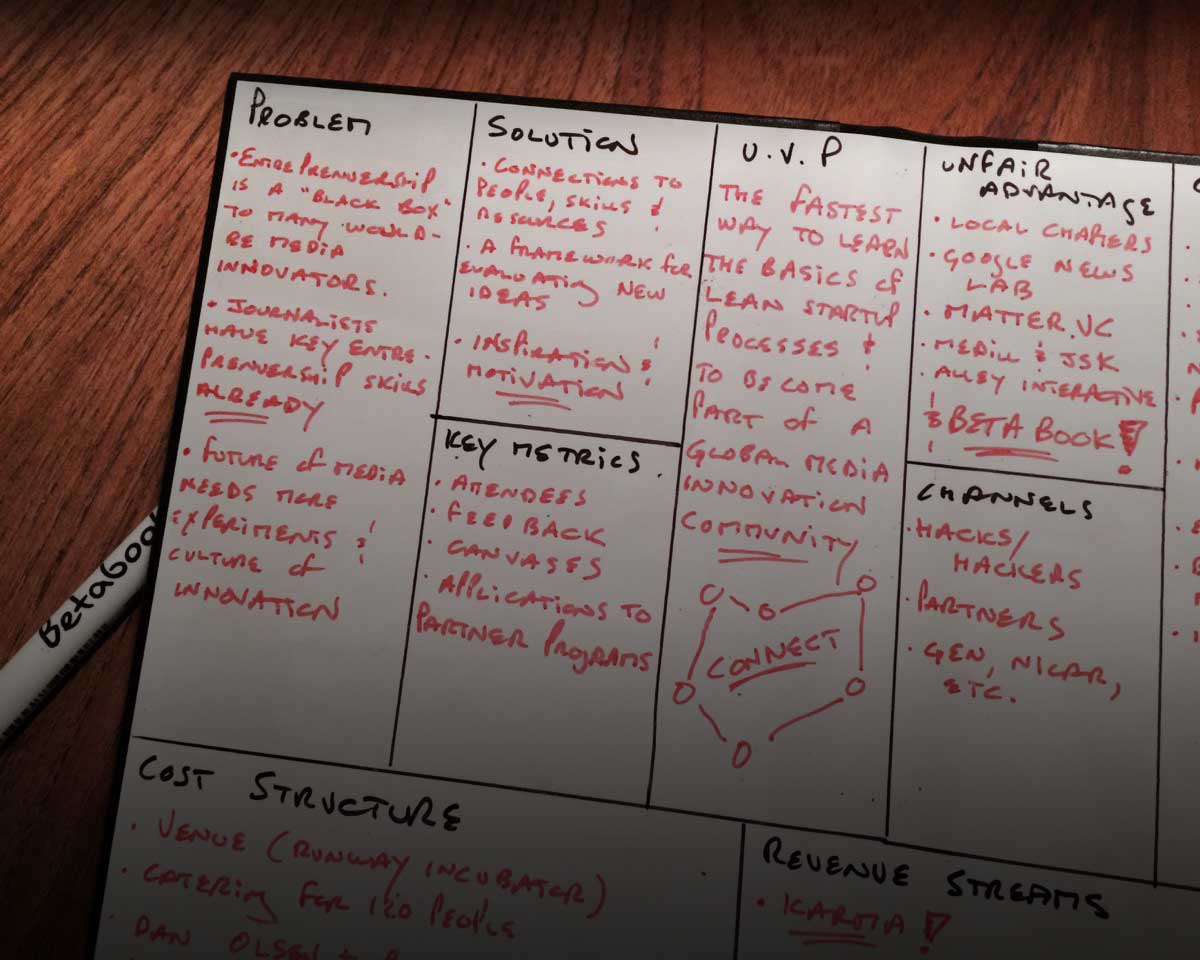 PROBLEM
• ENTREPRENNERSHIP
IS A "BLACK BOX"
TO MANY WOULD-
BE MEDIA
INNOVATORS.
• JOURNALISTS
HAVE KEY ENTRE-
PRENNERSHIP SKILLS
ALREADY
• FUTURE of MEDIA
NEEDS MORE
EXPERIMENTS &
CULTURE of
INNOVATION
SOLUTION
• CONNECTIONS TO
PEOPLE, SKILLS &
RESOURCES
• A FRAMEWORK FOR
EVALUATING NEW
IDEAS
• INSPIRATION &
MOTIVATION
KEY METRICS.
• ATTENDEES
• FEEDBACK
• CANVASES
• APPLICATIONS TO
PARTNER PROGRAMS
U.V.P
THE FASTEST
WAY TO LEARN
THE BASICS of
LEAN STARTUP
PROCESSES &
TO BECOME
PART of A
GLOBAL MEDIA
INNOVATION
COMMUNITY
CONNECT
UNFAIR
ADVANTAGE
• LOCAL CHAPTERS
• GOOGLE NEWS
LAB
• MATTER.VC
• MEDILL & JSK
• ALLEY INTERACTIVE
& BETA BOOK!
CHANNELS
• HACKS/
HACKERS
• PARTNERS
• GEN, NICAR,
ETC.
COST STRUCTURE
• VENUE (RUNWAY INCUBATOR)
• CATERING FOR 120 PEOPLE
• DAN OLSEN
REVENUE STREAMS
• KARMA!
Betabook